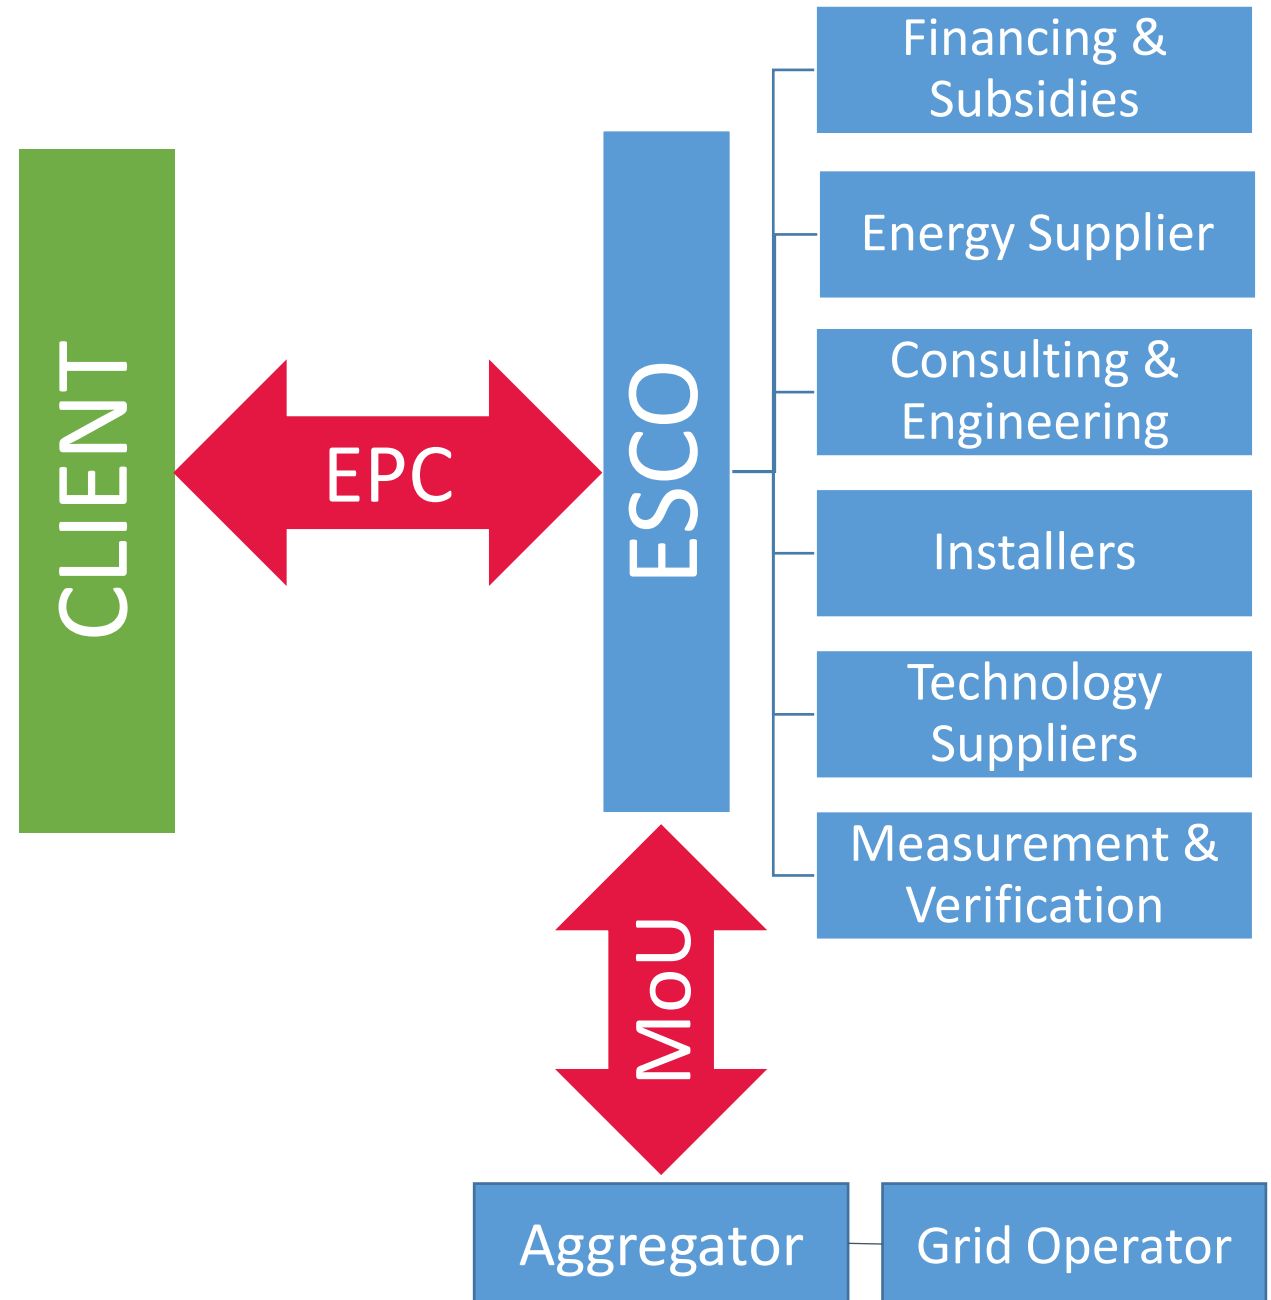 CLIENT
EPC
ESCO
Financing &
Subsidies
Energy Supplier
Consulting &
Engineering
Installers
Technology
Suppliers
Measurement &
Verification
MoU
Aggregator
Grid Operator